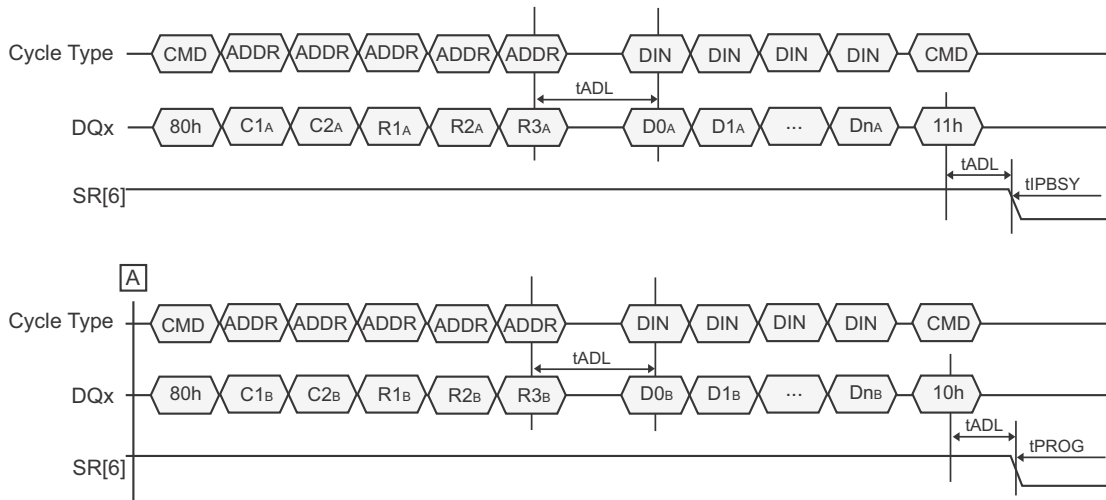 Cycle Type CMD ADDR ADDR ADDR ADDR ADDR DIN DIN DIN DIN CMD
tADL
DQx 80h C1A C2A R1A R2A R3A D0A D1A ... DnA 11h
tADL
SR[6] tIPBSY
A
Cycle Type CMD ADDR ADDR ADDR ADDR ADDR DIN DIN DIN DIN CMD
tADL
DQx 80h C1B C2B R1B R2B R3B D0B D1B ... DnB 10h
tADL
SR[6] tPROG